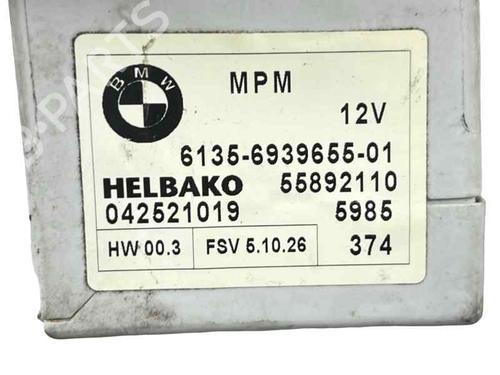 BMW
MPM
12V
6135-6939655-01
HELBAKO 55892110
042521019 5985
HW 00.3 FSV 5.10.26 374